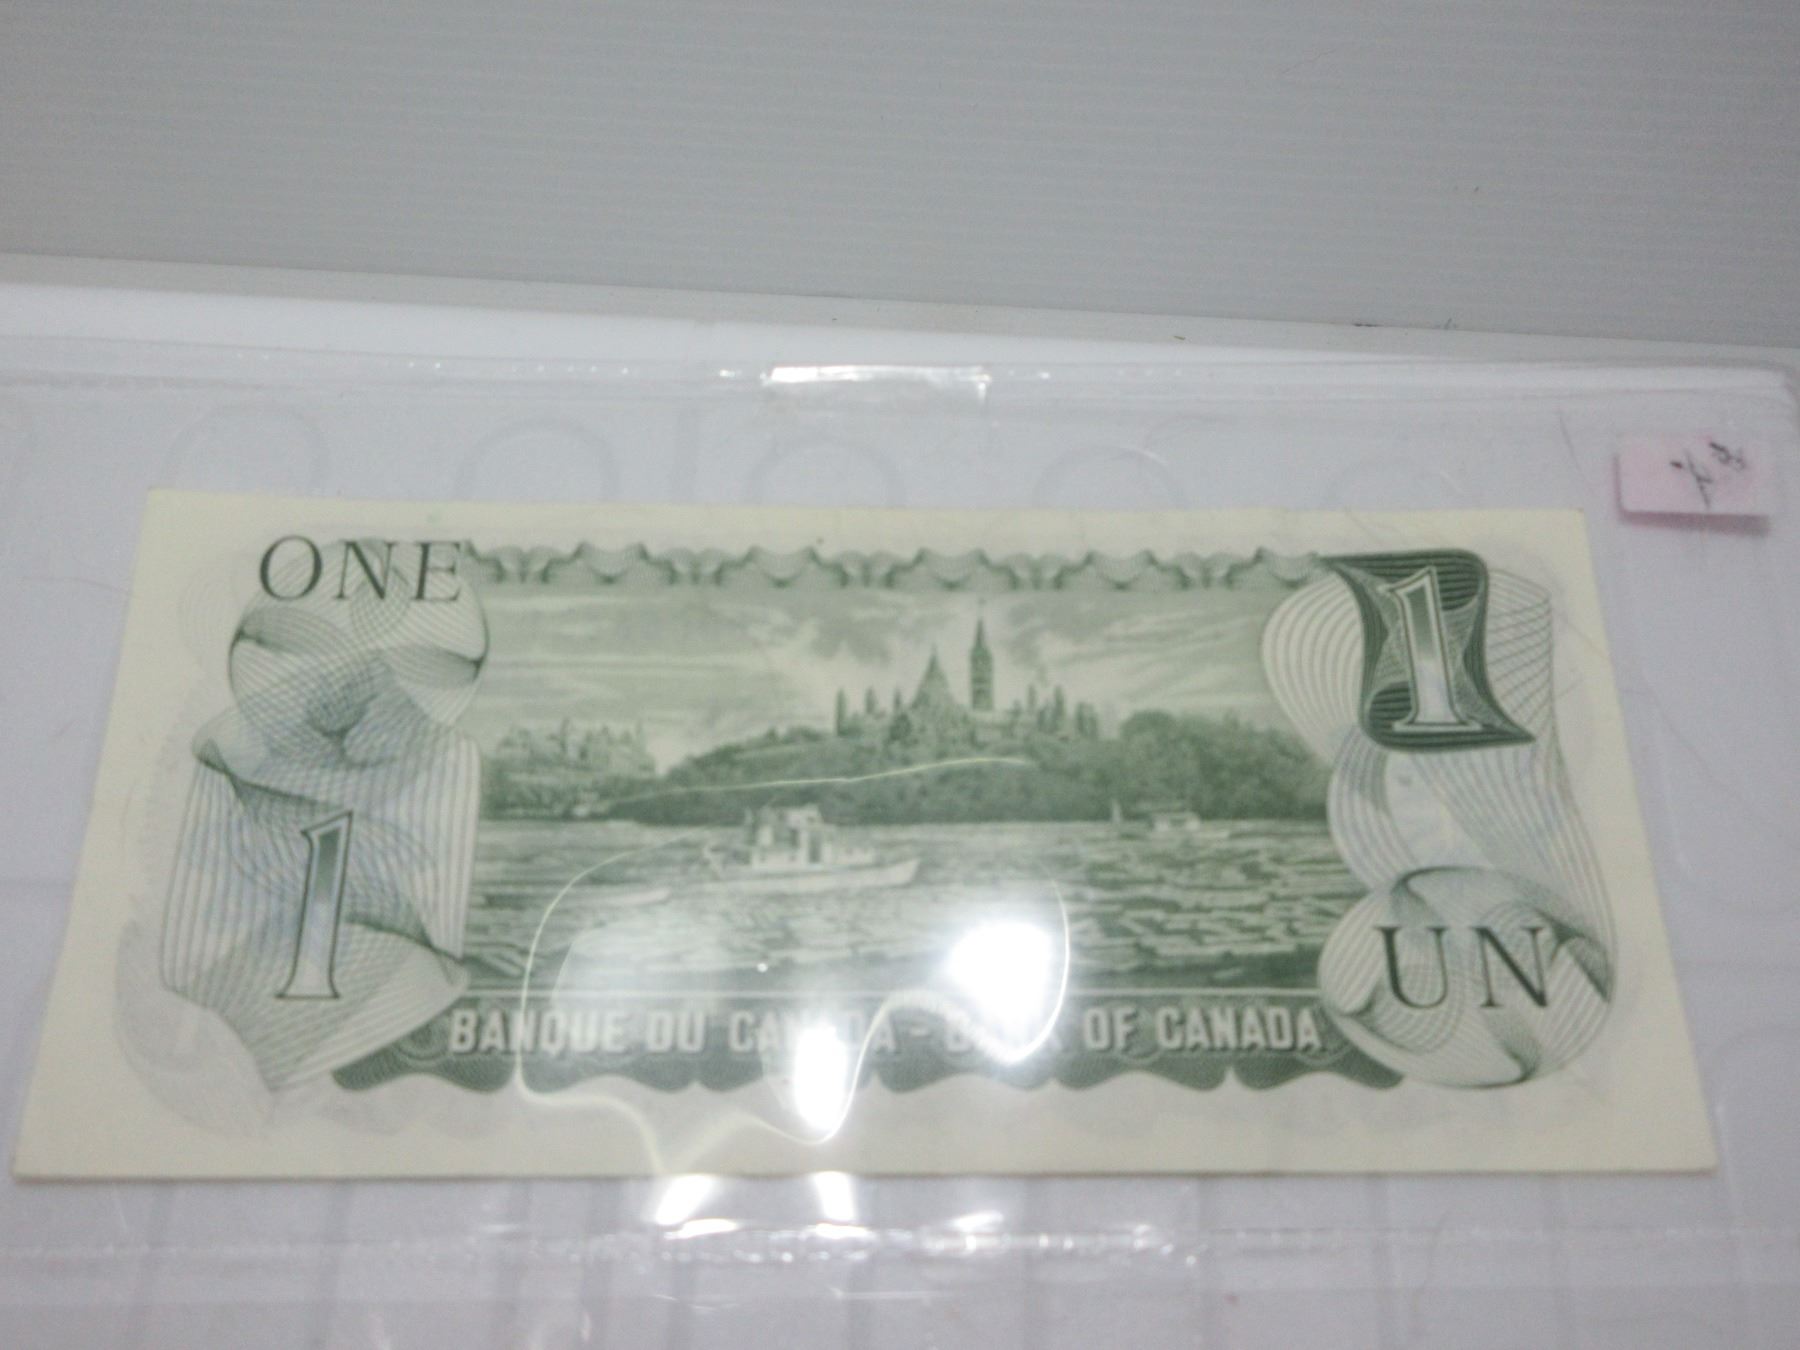 ONE
1
1
BANQUE DU CANADA - BANK OF CANADA
UN